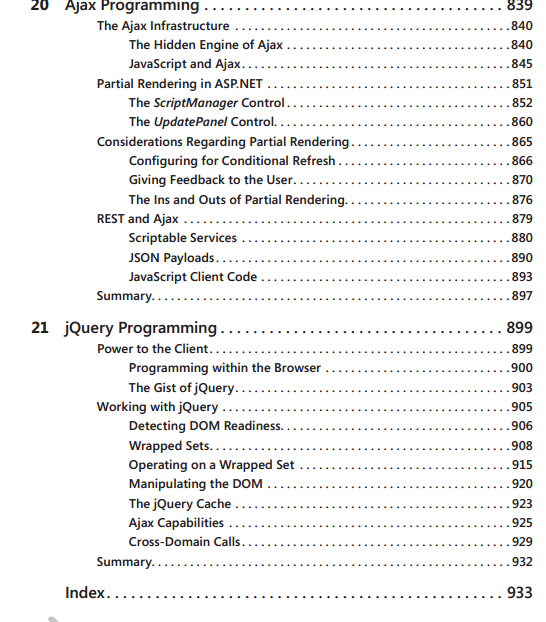 20 Ajax Programming . . . . . . . . . . . . . . . . . . . . . . . . . . . . . . . . . . . . . 839
The Ajax Infrastructure . . . . . . . . . . . . . . . . . . . . . . . . . . . . . . . . . . . . . . . 840
The Hidden Engine of Ajax . . . . . . . . . . . . . . . . . . . . . . . . . . . . . . . 840
JavaScript and Ajax. . . . . . . . . . . . . . . . . . . . . . . . . . . . . . . . . . . . . 845
Partial Rendering in ASP.NET . . . . . . . . . . . . . . . . . . . . . . . . . . . . . . . . . . 851
The ScriptManager Control. . . . . . . . . . . . . . . . . . . . . . . . . . . . . . . 852
The UpdatePanel Control. . . . . . . . . . . . . . . . . . . . . . . . . . . . . . . . 860
Considerations Regarding Partial Rendering. . . . . . . . . . . . . . . . . . . . . . . 865
Configuring for Conditional Refresh . . . . . . . . . . . . . . . . . . . . . . . . 866
Giving Feedback to the User. . . . . . . . . . . . . . . . . . . . . . . . . . . . . . 870
The Ins and Outs of Partial Rendering. . . . . . . . . . . . . . . . . . . . . . . 876
REST and Ajax . . . . . . . . . . . . . . . . . . . . . . . . . . . . . . . . . . . . . . . . . . . . . 879
Scriptable Services . . . . . . . . . . . . . . . . . . . . . . . . . . . . . . . . . . . . . 880
JSON Payloads. . . . . . . . . . . . . . . . . . . . . . . . . . . . . . . . . . . . . . . . 890
JavaScript Client Code . . . . . . . . . . . . . . . . . . . . . . . . . . . . . . . . . . 893
Summary. . . . . . . . . . . . . . . . . . . . . . . . . . . . . . . . . . . . . . . . . . . . . . . . . 897
21 jQuery Programming . . . . . . . . . . . . . . . . . . . . . . . . . . . . . . . . . . . 899
Power to the Client. . . . . . . . . . . . . . . . . . . . . . . . . . . . . . . . . . . . . . . . . . 899
Programming within the Browser . . . . . . . . . . . . . . . . . . . . . . . . . . 900
The Gist of jQuery. . . . . . . . . . . . . . . . . . . . . . . . . . . . . . . . . . . . . . 903
Working with jQuery . . . . . . . . . . . . . . . . . . . . . . . . . . . . . . . . . . . . . . . . 905
Detecting DOM Readiness. . . . . . . . . . . . . . . . . . . . . . . . . . . . . . . . 906
Wrapped Sets. . . . . . . . . . . . . . . . . . . . . . . . . . . . . . . . . . . . . . . . . 908
Operating on a Wrapped Set . . . . . . . . . . . . . . . . . . . . . . . . . . . . . 915
Manipulating the DOM . . . . . . . . . . . . . . . . . . . . . . . . . . . . . . . . . . 920
The jQuery Cache . . . . . . . . . . . . . . . . . . . . . . . . . . . . . . . . . . . . . . 923
Ajax Capabilities . . . . . . . . . . . . . . . . . . . . . . . . . . . . . . . . . . . . . . . 925
Cross-Domain Calls. . . . . . . . . . . . . . . . . . . . . . . . . . . . . . . . . . . . . 929
Summary. . . . . . . . . . . . . . . . . . . . . . . . . . . . . . . . . . . . . . . . . . . . . . . . . 932
Index. . . . . . . . . . . . . . . . . . . . . . . . . . . . . . . . . . . . . . . . . . . . . . . . . 933